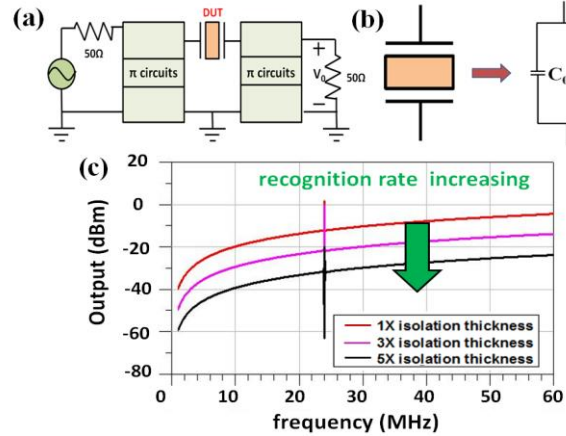 (a)
DUT
50Ω
π circuits
π circuits
+
V0
−
50Ω
(b)
(c)
20
0
-20
-40
-60
-80
Output (dBm)
recognition rate increasing
1X isolation thickness
3X isolation thickness
5X isolation thickness
0
10
20
30
40
50
60
frequency (MHz)